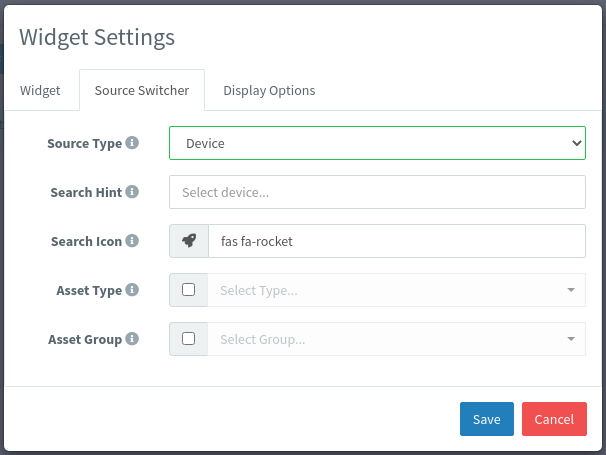 Widget Settings
Widget
Source Switcher
Display Options
Source Type
Device
Search Hint
Select device...
Search Icon
fas fa-rocket
Asset Type
Select Type...
Asset Group
Select Group...
Save
Cancel